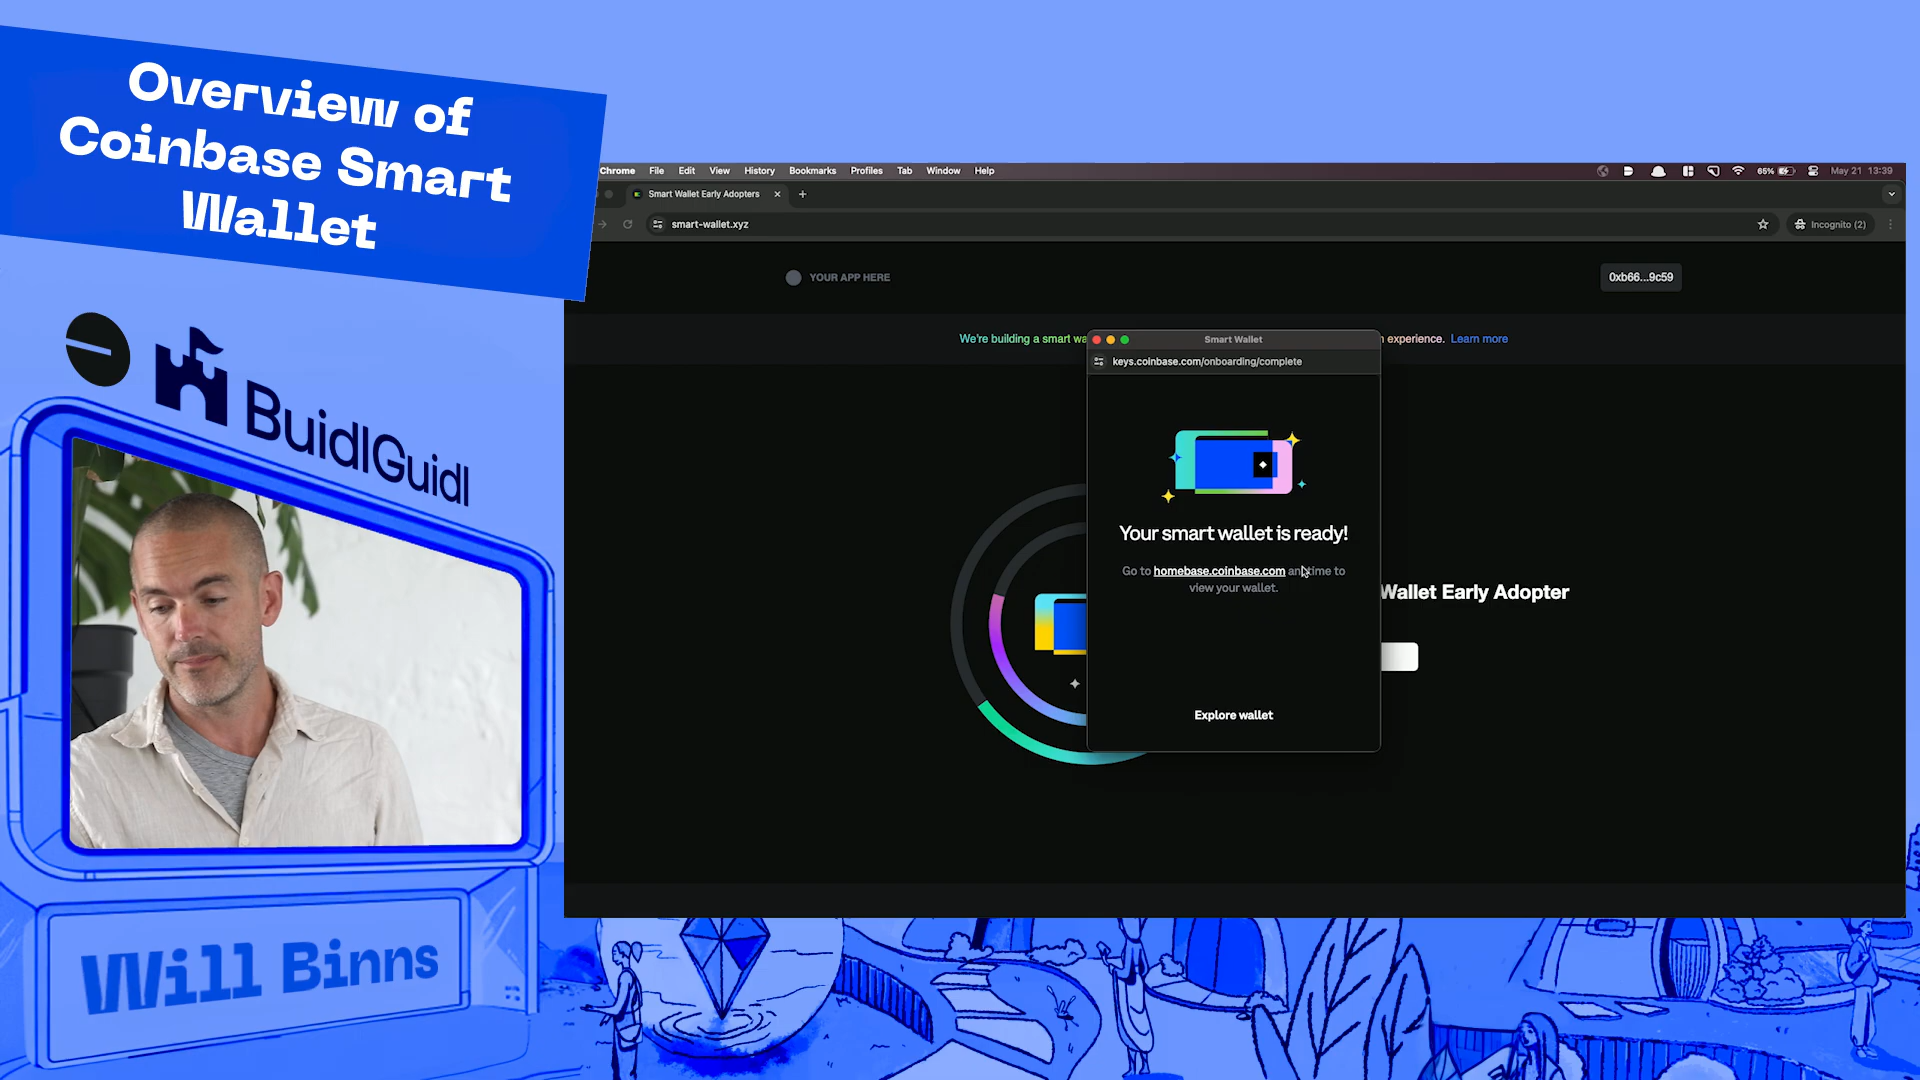 Overview of
Coinbase Smart
Wallet
BuidlGuidl
Will Binns
Chrome File Edit View History Bookmarks Profiles Tab Window Help
65% May 21 13:39
Smart Wallet Early Adopters
smart-wallet.xyz
Incognito (2)
YOUR APP HERE
0xb66...9c59
We're building a smart wa
n experience. Learn more
Smart Wallet
keys.coinbase.com/onboarding/complete
Your smart wallet is ready!
Go to homebase.coinbase.com anytime to
view your wallet.
Explore wallet
Wallet Early Adopter